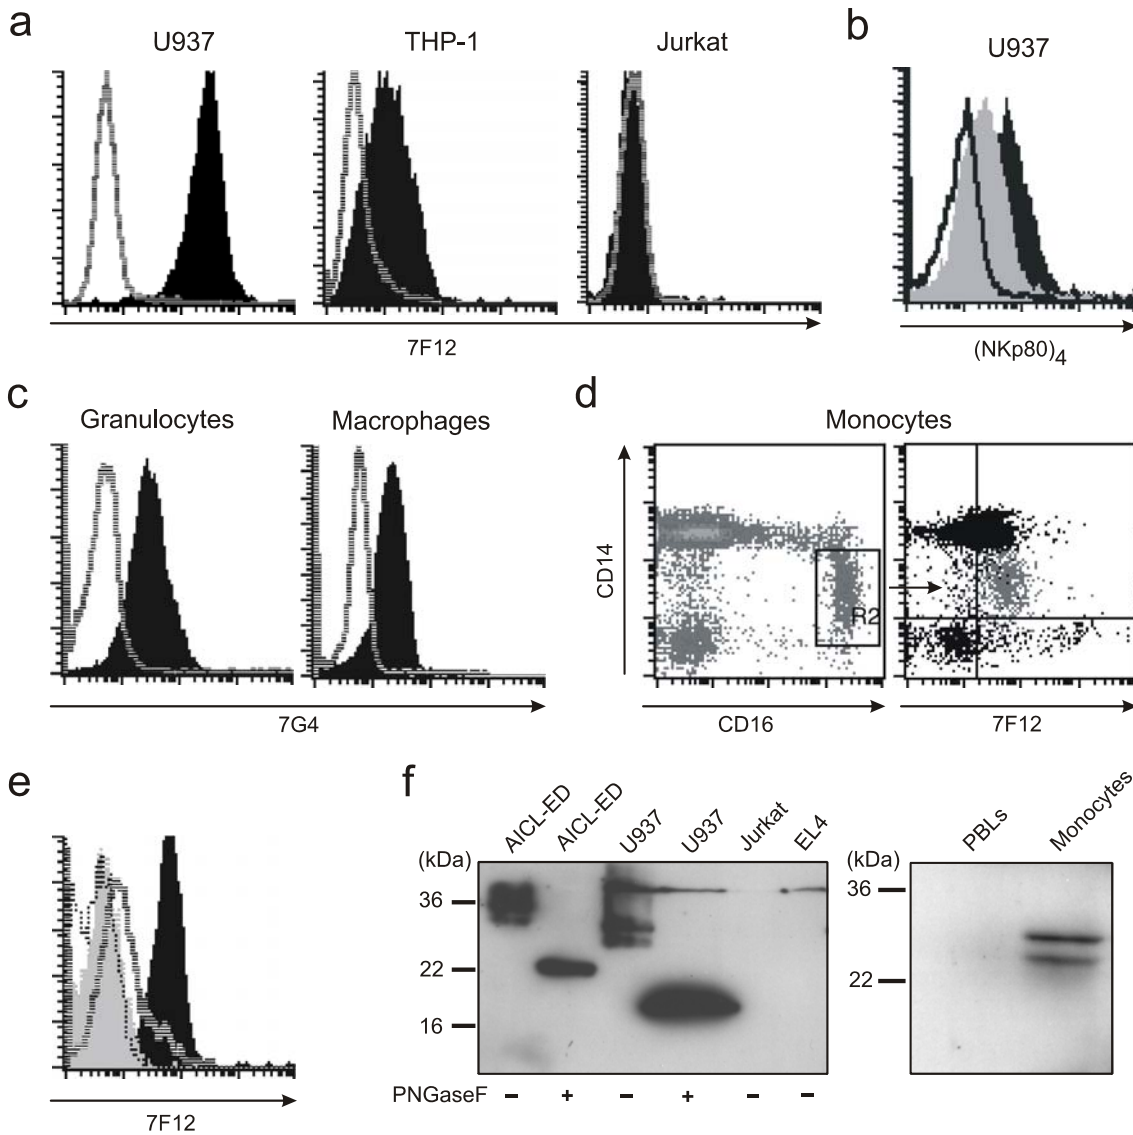 a
U937
THP-1
Jurkat
7F12
b
U937
(NKp80)4
c
Granulocytes
Macrophages
7G4
d
Monocytes
CD14
R2
CD16
7F12
e
7F12
f
AICL-ED
AICL-ED
U937
U937
Jurkat
EL4
(kDa)
36
22
16
PNGaseF - + - + - -
PBLs
Monocytes
(kDa)
36
22